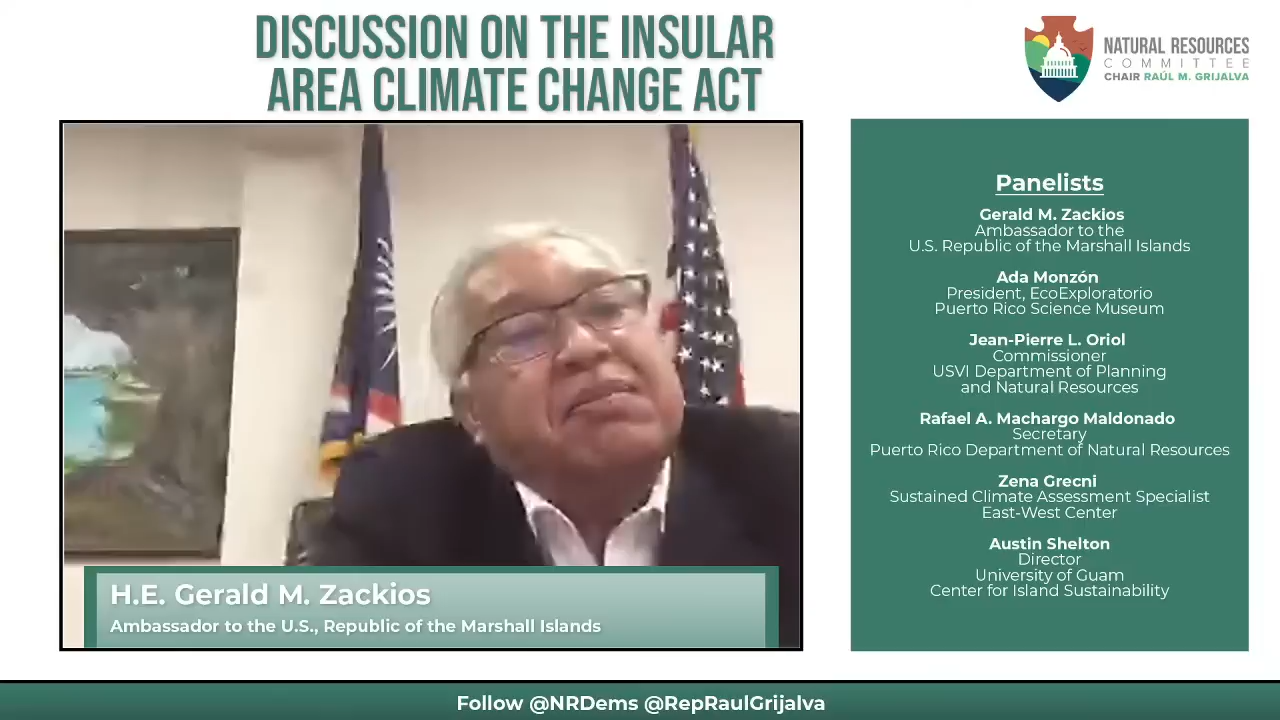 DISCUSSION ON THE INSULAR
AREA CLIMATE CHANGE ACT
NATURAL RESOURCES
COMMITTEE
CHAIR RAÚL M. GRIJALVA
H.E. Gerald M. Zackios
Ambassador to the U.S., Republic of the Marshall Islands
Panelists
Gerald M. Zackios
Ambassador to the
U.S. Republic of the Marshall Islands
Ada Monzón
President, EcoExploratorio
Puerto Rico Science Museum
Jean-Pierre L. Oriol
Commissioner
USVI Department of Planning
and Natural Resources
Rafael A. Machargo Maldonado
Secretary
Puerto Rico Department of Natural Resources
Zena Grecni
Sustained Climate Assessment Specialist
East-West Center
Austin Shelton
Director
University of Guam
Center for Island Sustainability
Follow @NRDems @RepRaulGrijalva